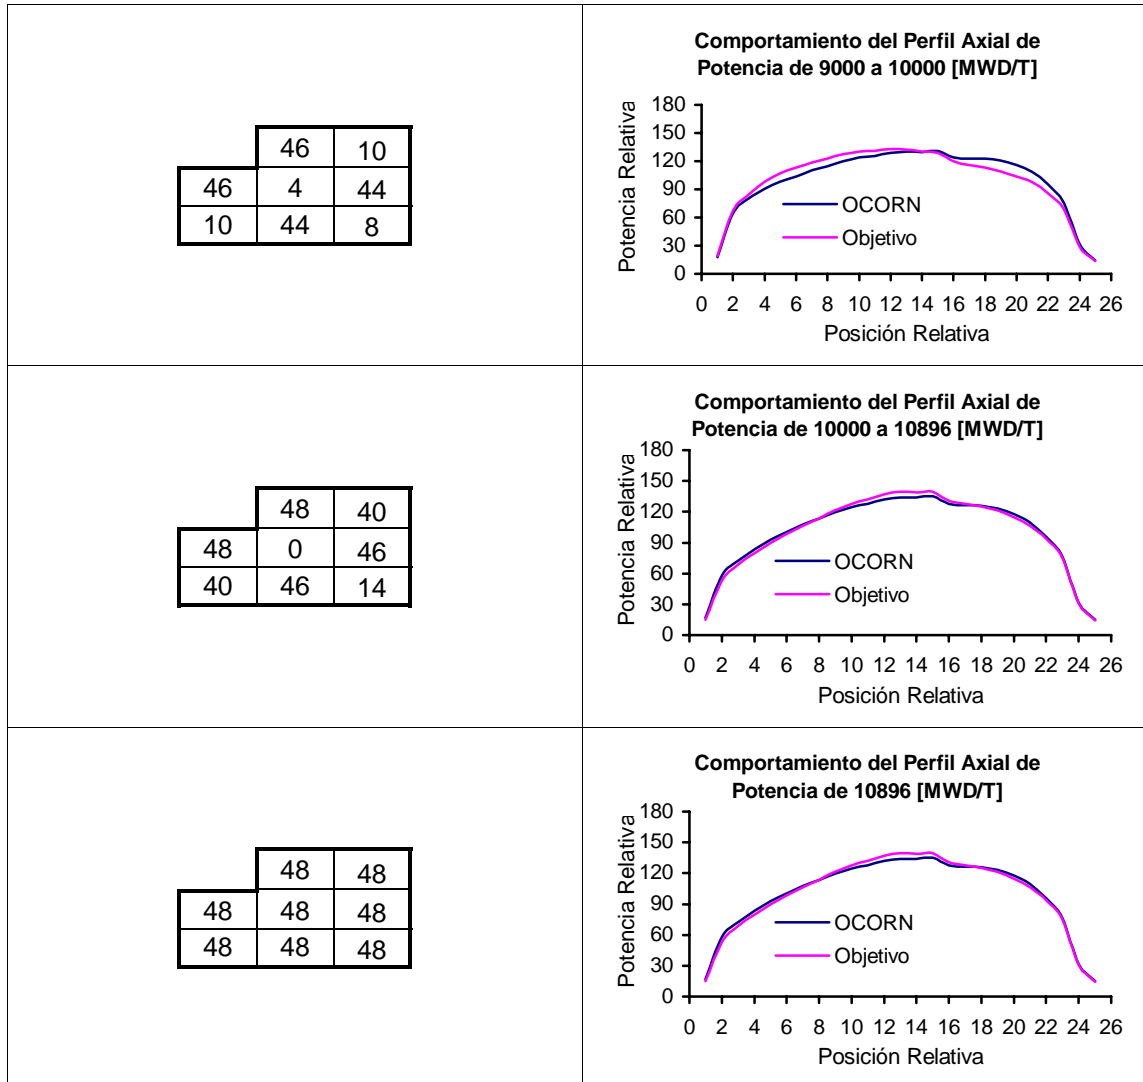 46 10
46 4 44
10 44 8
Comportamiento del Perfil Axial de
Potencia de 9000 a 10000 [MWD/T]
Potencia Relativa
180
150
120
90
60
30
0
OCORN
Objetivo
0 2 4 6 8 10 12 14 16 18 20 22 24 26
Posición Relativa
48 40
48 0 46
40 46 14
Comportamiento del Perfil Axial de
Potencia de 10000 a 10896 [MWD/T]
Potencia Relativa
180
150
120
90
60
30
0
OCORN
Objetivo
0 2 4 6 8 10 12 14 16 18 20 22 24 26
Posición Relativa
48 48
48 48 48
48 48 48
Comportamiento del Perfil Axial de
Potencia de 10896 [MWD/T]
Potencia Relativa
180
150
120
90
60
30
0
OCORN
Objetivo
0 2 4 6 8 10 12 14 16 18 20 22 24 26
Posición Relativa